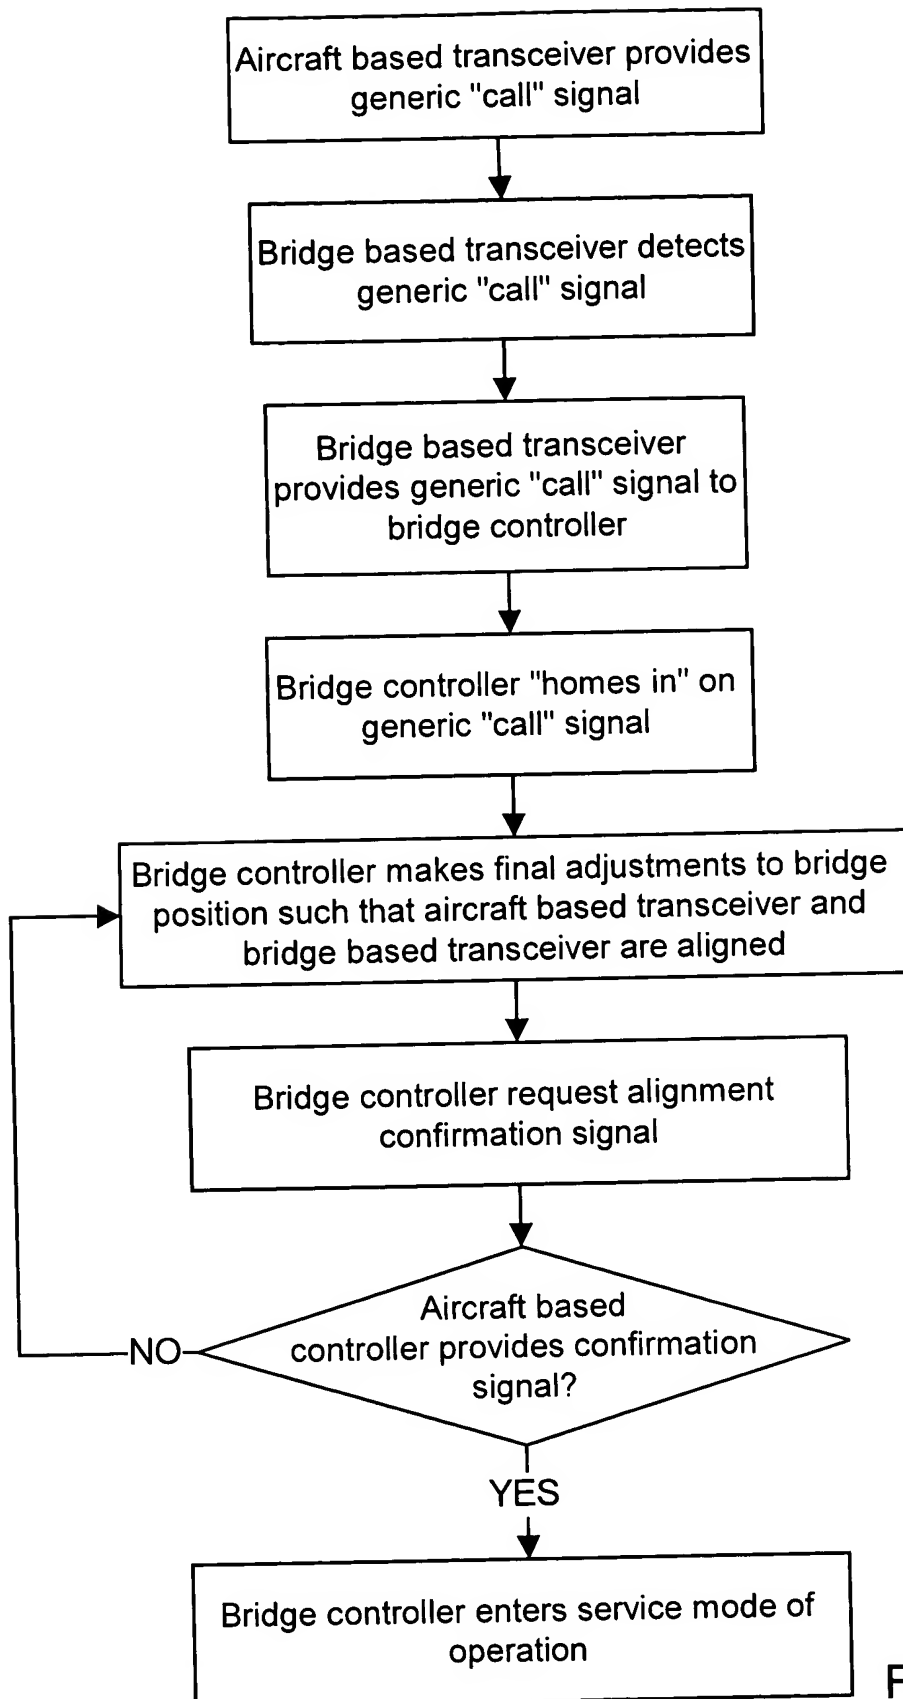 Aircraft based transceiver provides
generic "call" signal
Bridge based transceiver detects
generic "call" signal
Bridge based transceiver
provides generic "call" signal to
bridge controller
Bridge controller "homes in" on
generic "call" signal
Bridge controller makes final adjustments to bridge
position such that aircraft based transceiver and
bridge based transceiver are aligned
Bridge controller request alignment
confirmation signal
Aircraft based
controller provides confirmation
signal?
NO
YES
Bridge controller enters service mode of
operation